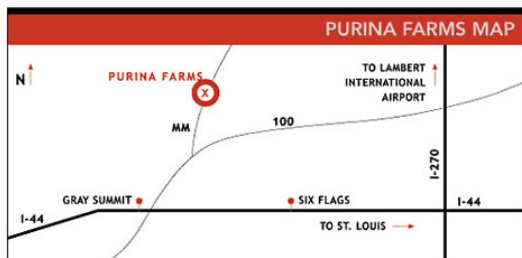 PURINA FARMS MAP
N
PURINA FARMS
X
TO LAMBERT
INTERNATIONAL
AIRPORT
MM
100
I-270
GRAY SUMMIT
SIX FLAGS
I-44
I-44
TO ST. LOUIS